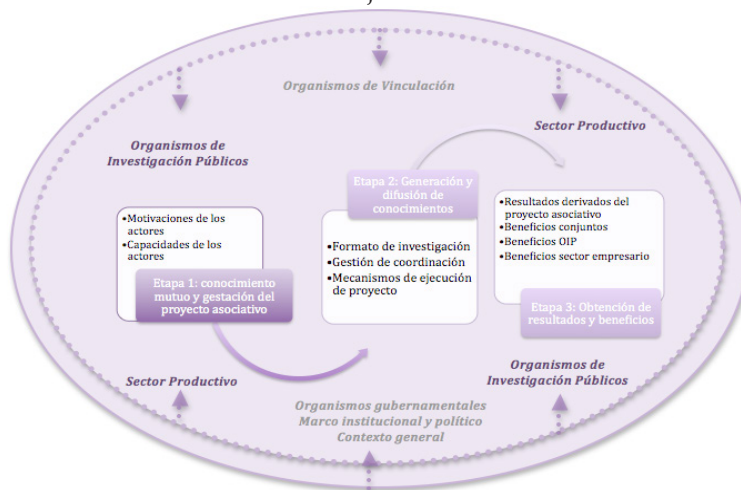 Organismos de Vinculación
Organismos de
Investigación Públicos
Sector Productivo
•Motivaciones de los
actores
•Capacidades de los
actores
Etapa 1: conocimiento
mutuo y gestación del
proyecto asociativo
Etapa 2: Generación y
difusión de
conocimientos
•Formato de investigación
•Gestión de coordinación
•Mecanismos de ejecución
de proyecto
•Resultados derivados del
proyecto asociativo
•Beneficios conjuntos
•Beneficios OIP
•Beneficios sector empresario
Etapa 3: Obtención de
resultados y beneficios
Sector Productivo
Organismos de
Investigación Públicos
Organismos gubernamentales
Marco institucional y político
Contexto general